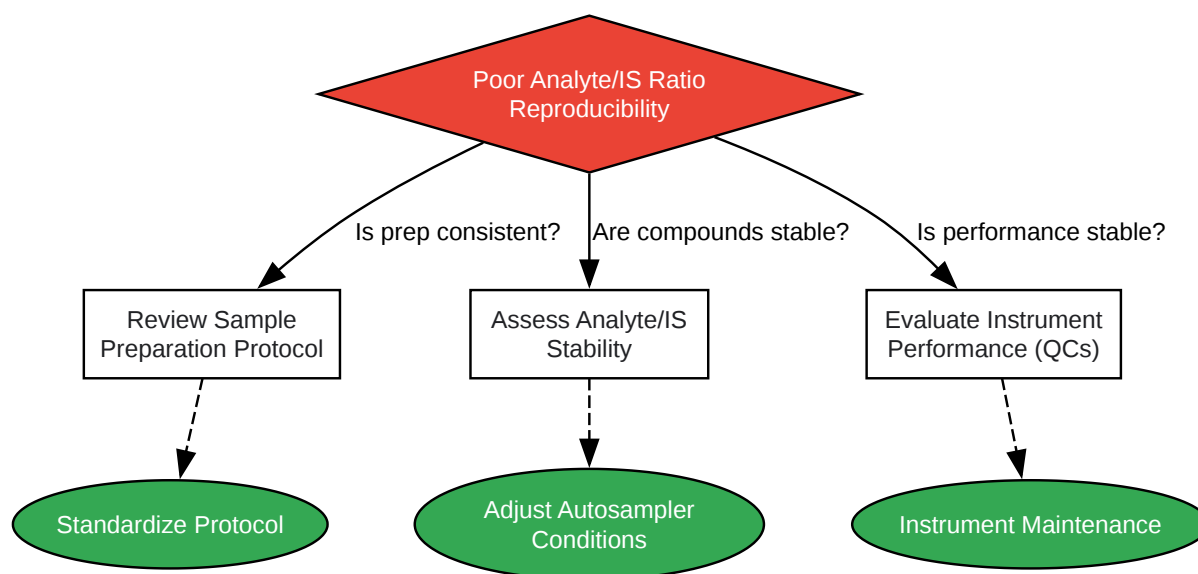 Poor Analyte/IS Ratio
Reproducibility
Is prep consistent?
Are compounds stable?
Is performance stable?
Review Sample
Preparation Protocol
Assess Analyte/IS
Stability
Evaluate Instrument
Performance (QCs)
Standardize Protocol
Adjust Autosampler
Conditions
Instrument Maintenance